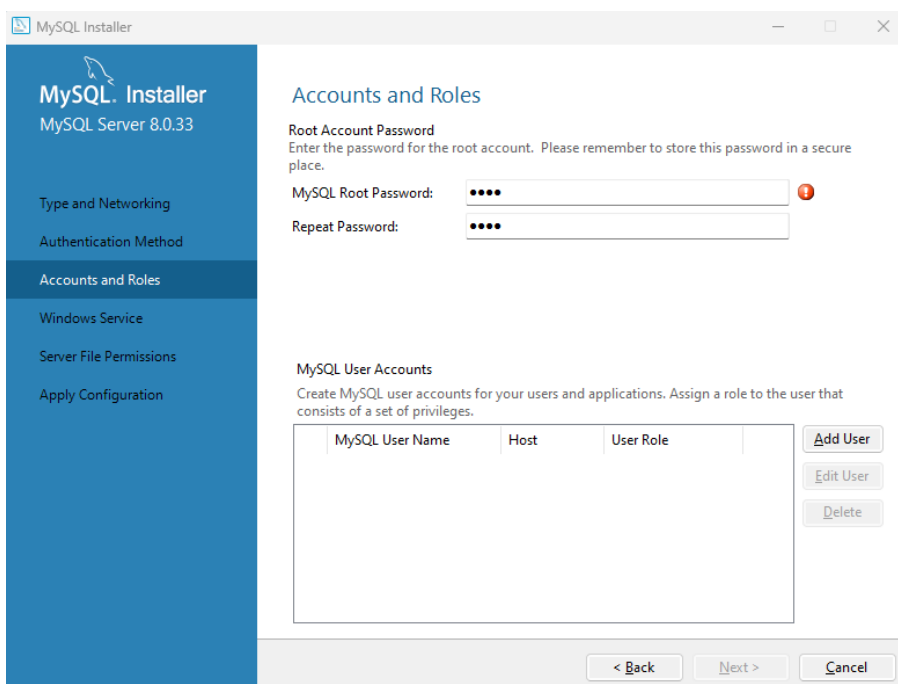 MySQL Installer
MySQL. Installer
MySQL Server 8.0.33
Type and Networking
Authentication Method
Accounts and Roles
Windows Service
Server File Permissions
Apply Configuration
Accounts and Roles
Root Account Password
Enter the password for the root account. Please remember to store this password in a secure
place.
MySQL Root Password: ●●●●
Repeat Password: ●●●●
MySQL User Accounts
Create MySQL user accounts for your users and applications. Assign a role to the user that
consists of a set of privileges.
MySQL User Name Host User Role
Add User
Edit User
Delete
< Back Next > Cancel